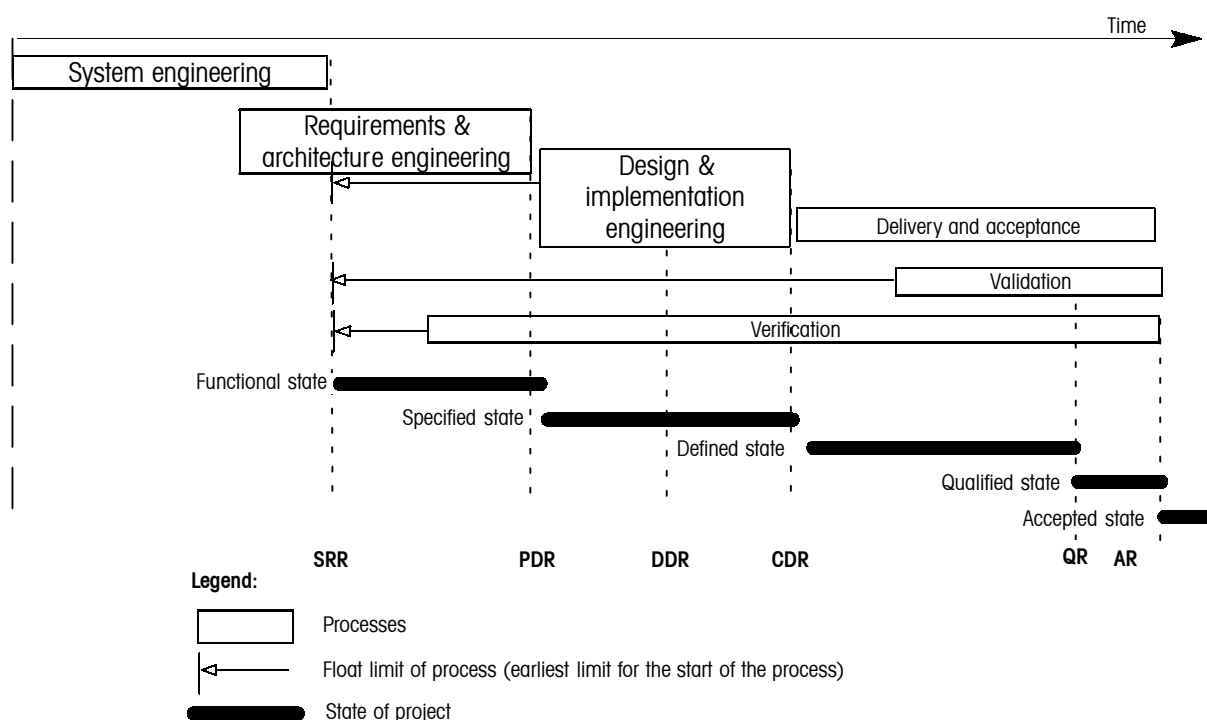 Time
System engineering
Requirements &
architecture engineering
Design &
implementation
engineering
Delivery and acceptance
Validation
Verification
Functional state
Specified state
Defined state
Qualified state
Accepted state
SRR PDR DDR CDR QR AR
Legend:
Processes
Float limit of process (earliest limit for the start of the process)
State of project